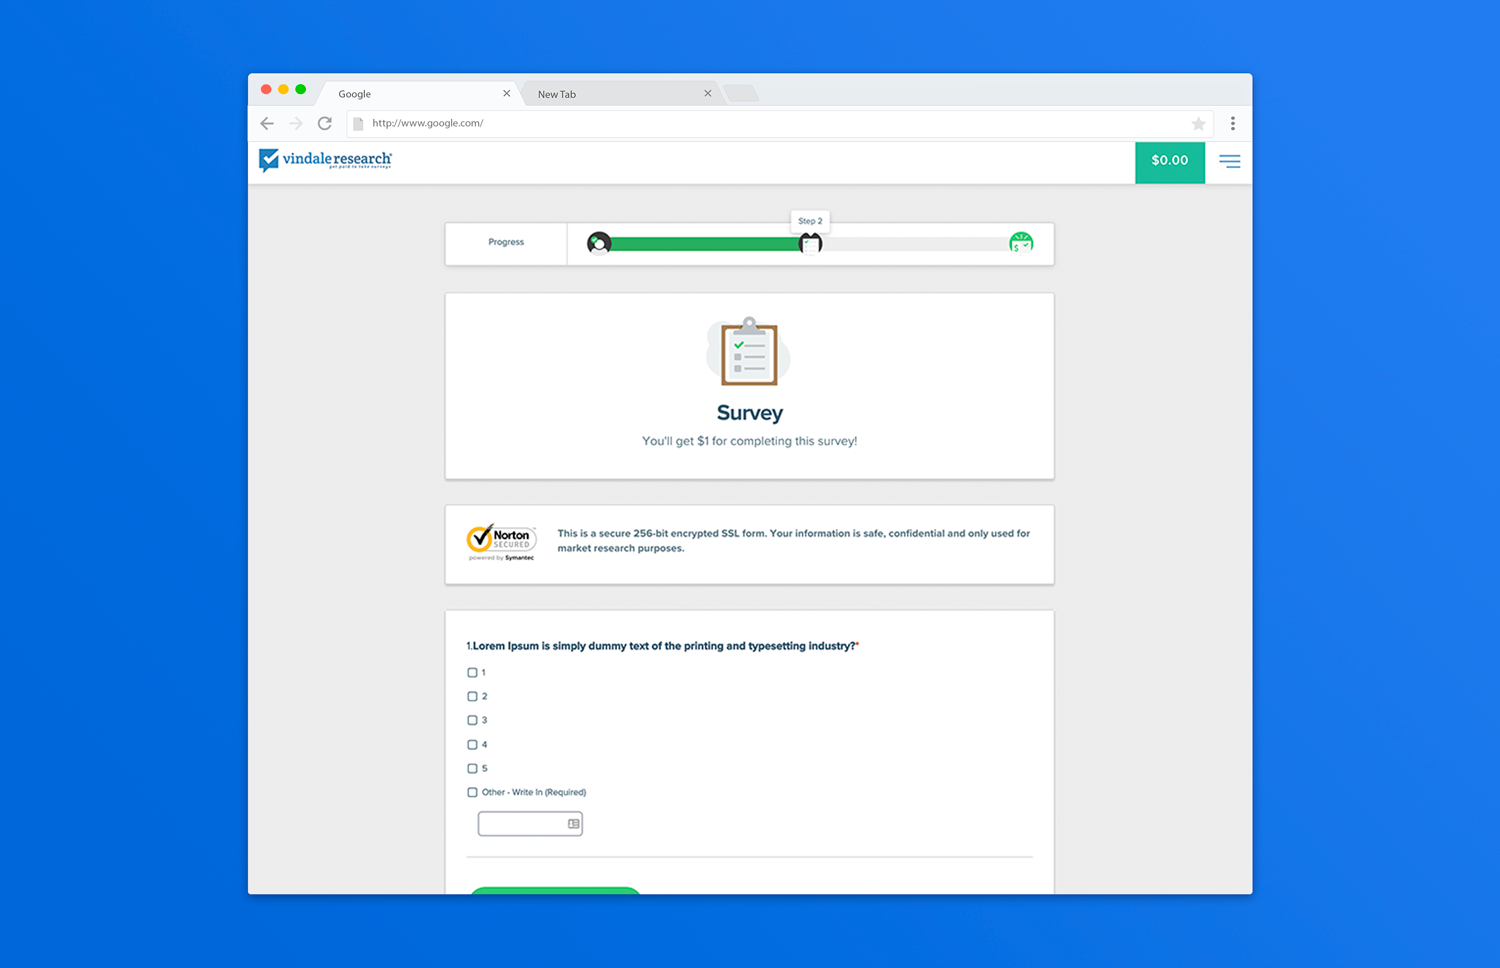 Google
New Tab
http://www.google.com/
vindale research
get paid to take surveys
$0.00
Step 2
Progress
Survey
You'll get $1 for completing this survey!
Norton
SECURED
powered by Symantec
This is a secure 256-bit encrypted SSL form. Your information is safe, confidential and only used for
market research purposes.
1.Lorem Ipsum is simply dummy text of the printing and typesetting industry?*
1
2
3
4
5
Other - Write In (Required)